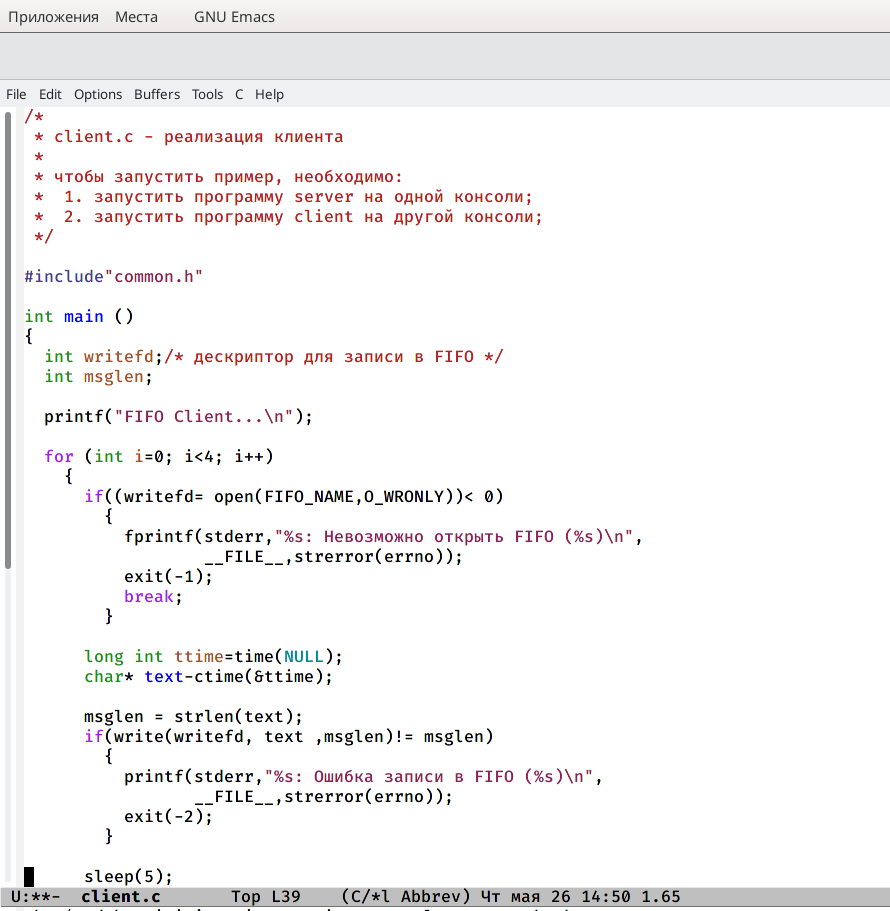 Приложения Места GNU Emacs
File Edit Options Buffers Tools C Help
/*
 * client.c - реализация клиента
 *
 * чтобы запустить пример, необходимо:
 *  1. запустить программу server на одной консоли;
 *  2. запустить программу client на другой консоли;
 */
#include"common.h"
int main ()
{
  int writefd;/* дескриптор для записи в FIFO */
  int msglen;
  printf("FIFO Client...\n");
  for (int i=0; i<4; i++)
    {
      if((writefd= open(FIFO_NAME,O_WRONLY))< 0)
        {
          fprintf(stderr,"%s: Невозможно открыть FIFO (%s)\n",
                  __FILE__,strerror(errno));
          exit(-1);
          break;
        }
      long int ttime=time(NULL);
      char* text-ctime(&ttime);
      msglen = strlen(text);
      if(write(writefd, text ,msglen)!= msglen)
        {
          printf(stderr,"%s: Ошибка записи в FIFO (%s)\n",
                 __FILE__,strerror(errno));
          exit(-2);
        }
      sleep(5);
U:**-  client.c       Top L39    (C/*l Abbrev) Чт мая 26 14:50 1.65